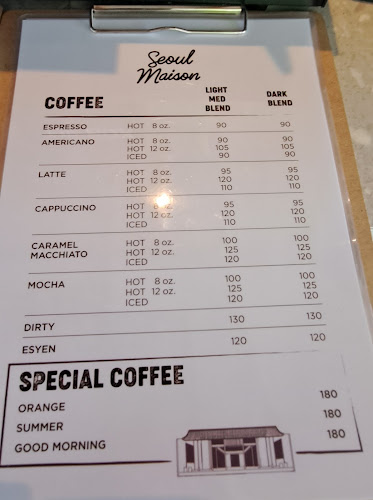 Seoul
Maison
COFFEE LIGHT MED BLEND DARK BLEND
ESPRESSO HOT 8 oz. 90 90
AMERICANO HOT 8 oz. 90 90
HOT 12 oz. 105 105
ICED 90 90
LATTE HOT 8 oz. 95 95
HOT 12 oz. 120 120
ICED 110 110
CAPPUCCINO HOT 8 oz. 95 95
HOT 12 oz. 120 120
ICED 110 110
CARAMEL MACCHIATO HOT 8 oz. 100 100
HOT 12 oz. 125 125
ICED 120 120
MOCHA HOT 8 oz. 100 100
HOT 12 oz. 125 125
ICED 120 120
DIRTY 130 130
ESYEN 120 120
SPECIAL COFFEE
ORANGE 180
SUMMER 180
GOOD MORNING 180